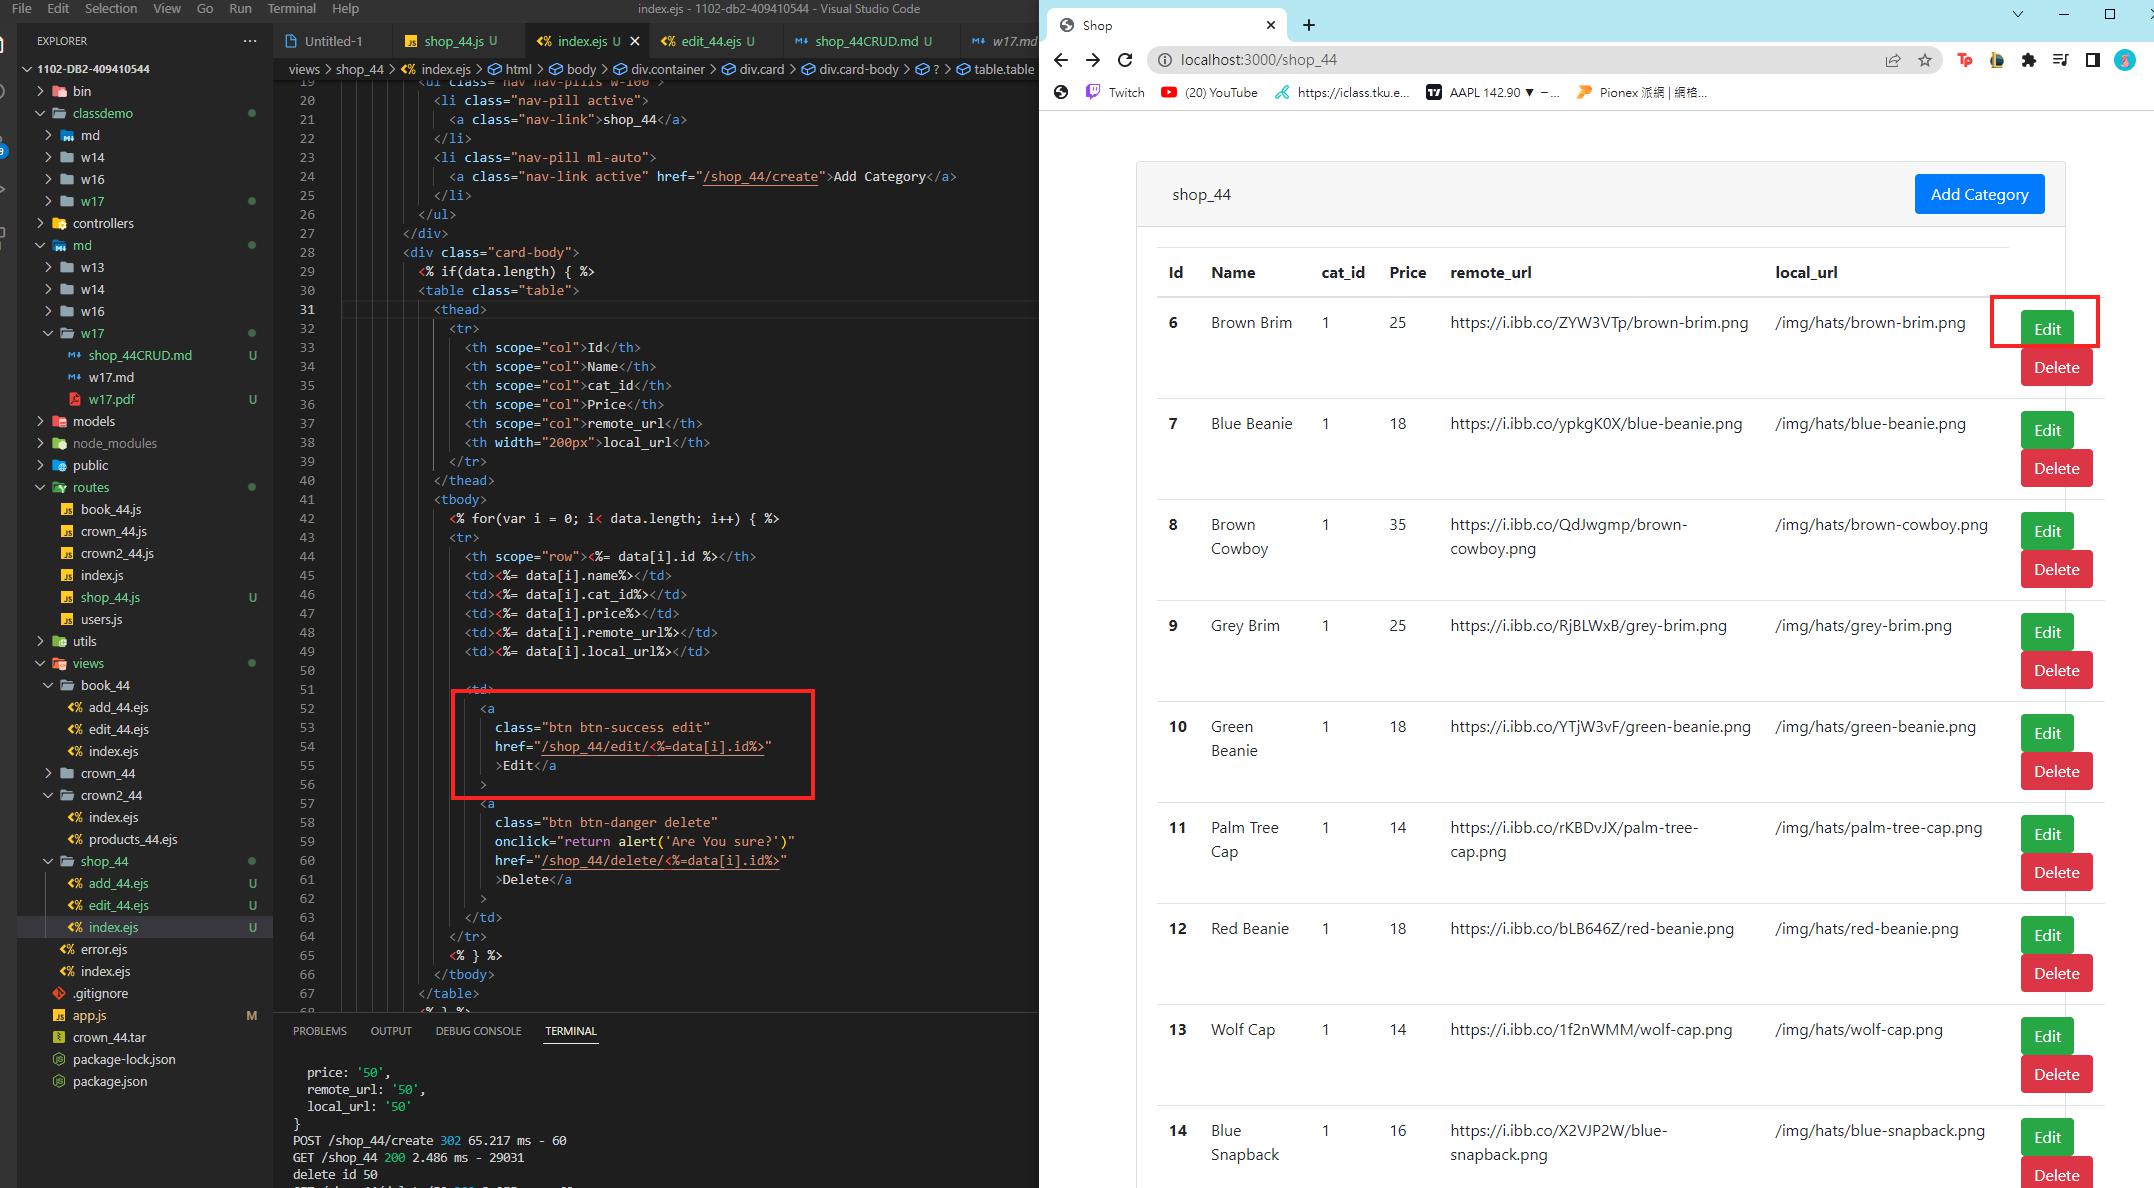 File Edit Selection View Go Run Terminal Help
index.ejs - 1102-db2-409410544 - Visual Studio Code
EXPLORER ···
1102-DB2-409410544
bin
classdemo
md
w14
w16
w17
controllers
md
w13
w14
w16
w17
shop_44CRUD.md U
w17.md
w17.pdf U
models
node_modules
public
routes
book_44.js
crown_44.js
crown2_44.js
index.js
shop_44.js U
users.js
utils
views
book_44
add_44.ejs
edit_44.ejs
index.ejs
crown_44
crown2_44
index.ejs
products_44.ejs
shop_44
add_44.ejs U
edit_44.ejs U
index.ejs U
error.ejs
index.ejs
.gitignore
app.js M
crown_44.tar
package-lock.json
package.json
Untitled-1 shop_44.js U index.ejs U edit_44.ejs U shop_44CRUD.md U w17.md
views > shop_44 > index.ejs > html > body > div.container > div.card > div.card-body > ? > table.table
19 <ul class="nav nav-pills w-100">
20 <li class="nav-pill active">
21 <a class="nav-link">shop_44</a>
22 </li>
23 <li class="nav-pill ml-auto">
24 <a class="nav-link active" href="/shop_44/create">Add Category</a>
25 </li>
26 </ul>
27 </div>
28 <div class="card-body">
29 <% if(data.length) { %>
30 <table class="table">
31 <thead>
32 <tr>
33 <th scope="col">Id</th>
34 <th scope="col">Name</th>
35 <th scope="col">cat_id</th>
36 <th scope="col">Price</th>
37 <th scope="col">remote_url</th>
38 <th width="200px">local_url</th>
39 </tr>
40 </thead>
41 <tbody>
42 <% for(var i = 0; i< data.length; i++) { %>
43 <tr>
44 <th scope="row"><%= data[i].id %></th>
45 <td><%= data[i].name%></td>
46 <td><%= data[i].cat_id%></td>
47 <td><%= data[i].price%></td>
48 <td><%= data[i].remote_url%></td>
49 <td><%= data[i].local_url%></td>
50
51 <td>
52 <a
53 class="btn btn-success edit"
54 href="/shop_44/edit/<%=data[i].id%>"
55 >Edit</a
56 >
57 <a
58 class="btn btn-danger delete"
59 onclick="return alert('Are You sure?')"
60 href="/shop_44/delete/<%=data[i].id%>"
61 >Delete</a
62 >
63 </td>
64 </tr>
65 <% } %>
66 </tbody>
67 </table>
68 <% } %>
PROBLEMS OUTPUT DEBUG CONSOLE TERMINAL
price: '50',
remote_url: '50',
local_url: '50'
}
POST /shop_44/create 302 65.217 ms - 60
GET /shop_44 200 2.486 ms - 29031
delete id 50
Shop
localhost:3000/shop_44
Twitch (20) YouTube https://iclass.tku.e... AAPL 142.90 ▼ −... Pionex 派網 | 網格...
shop_44 Add Category
Id Name cat_id Price remote_url local_url
6 Brown Brim 1 25 https://i.ibb.co/ZYW3VTp/brown-brim.png /img/hats/brown-brim.png Edit
Delete
7 Blue Beanie 1 18 https://i.ibb.co/ypkgK0X/blue-beanie.png /img/hats/blue-beanie.png Edit
Delete
8 Brown 1 35 https://i.ibb.co/QdJwgmp/brown- /img/hats/brown-cowboy.png Edit
Cowboy cowboy.png Delete
9 Grey Brim 1 25 https://i.ibb.co/RjBLWxB/grey-brim.png /img/hats/grey-brim.png Edit
Delete
10 Green 1 18 https://i.ibb.co/YTjW3vF/green-beanie.png /img/hats/green-beanie.png Edit
Beanie Delete
11 Palm Tree 1 14 https://i.ibb.co/rKBDvJX/palm-tree- /img/hats/palm-tree-cap.png Edit
Cap cap.png Delete
12 Red Beanie 1 18 https://i.ibb.co/bLB646Z/red-beanie.png /img/hats/red-beanie.png Edit
Delete
13 Wolf Cap 1 14 https://i.ibb.co/1f2nWMM/wolf-cap.png /img/hats/wolf-cap.png Edit
Delete
14 Blue 1 16 https://i.ibb.co/X2VJP2W/blue- /img/hats/blue-snapback.png Edit
Snapback snapback.png Delete